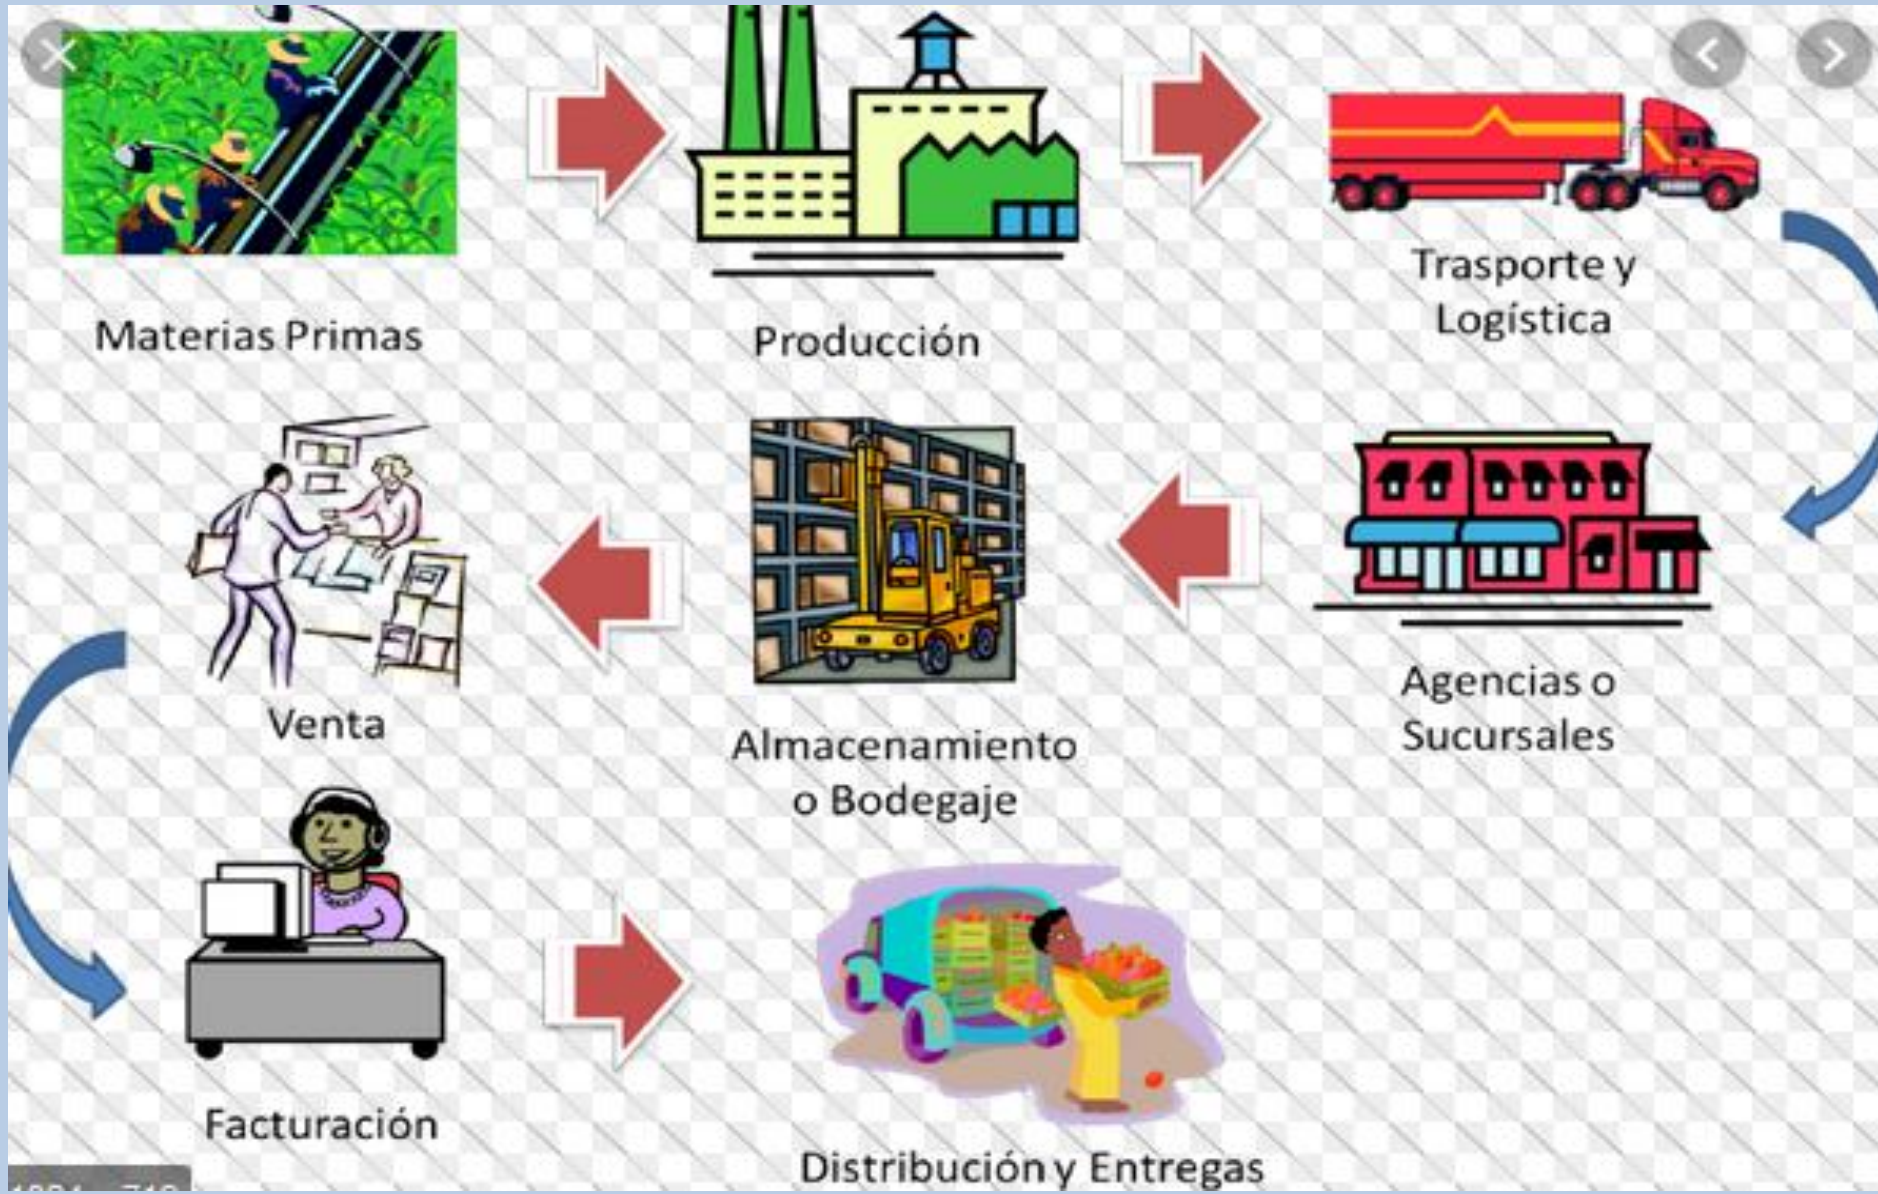 Materias Primas
Producción
Trasporte y
Logística
Agencias o
Sucursales
Almacenamiento
o Bodegaje
Venta
Facturación
Distribución y Entregas